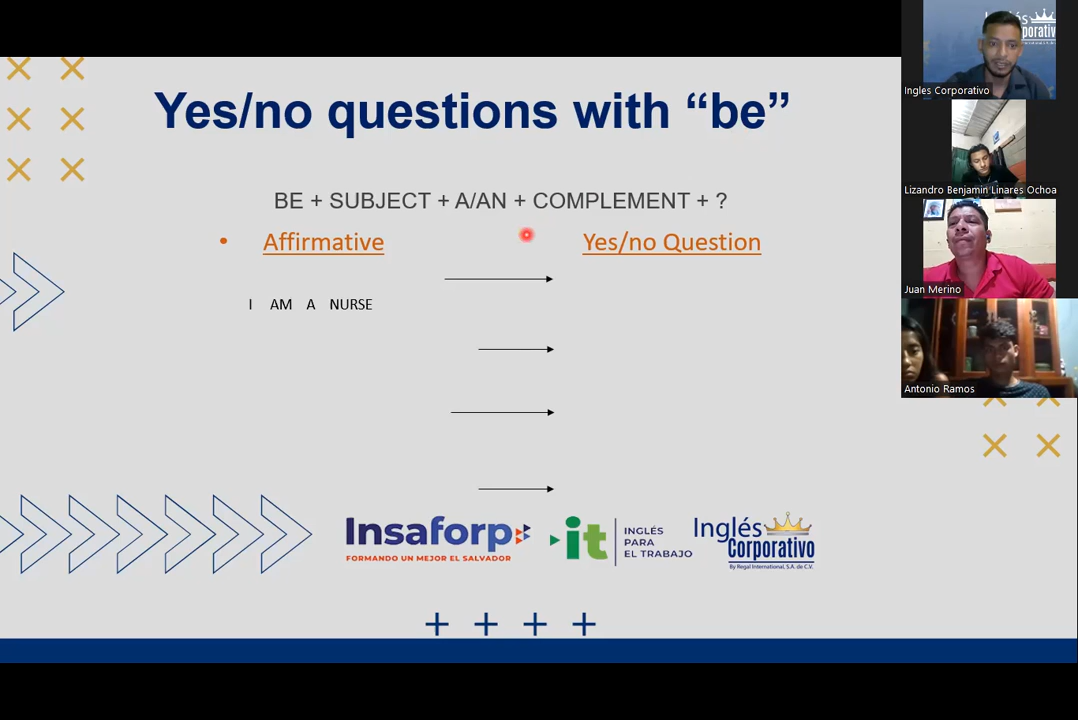 Yes/no questions with “be”
BE + SUBJECT + A/AN + COMPLEMENT + ?
• Affirmative
Yes/no Question
I AM A NURSE
Insaforp
FORMANDO UN MEJOR EL SALVADOR
it
INGLÉS
PARA
EL TRABAJO
Inglés
Corporativo
By Regal International, S.A. de C.V.
Ingles Corporativo
Lizandro Benjamin Linares Ochoa
Juan Merino
Antonio Ramos